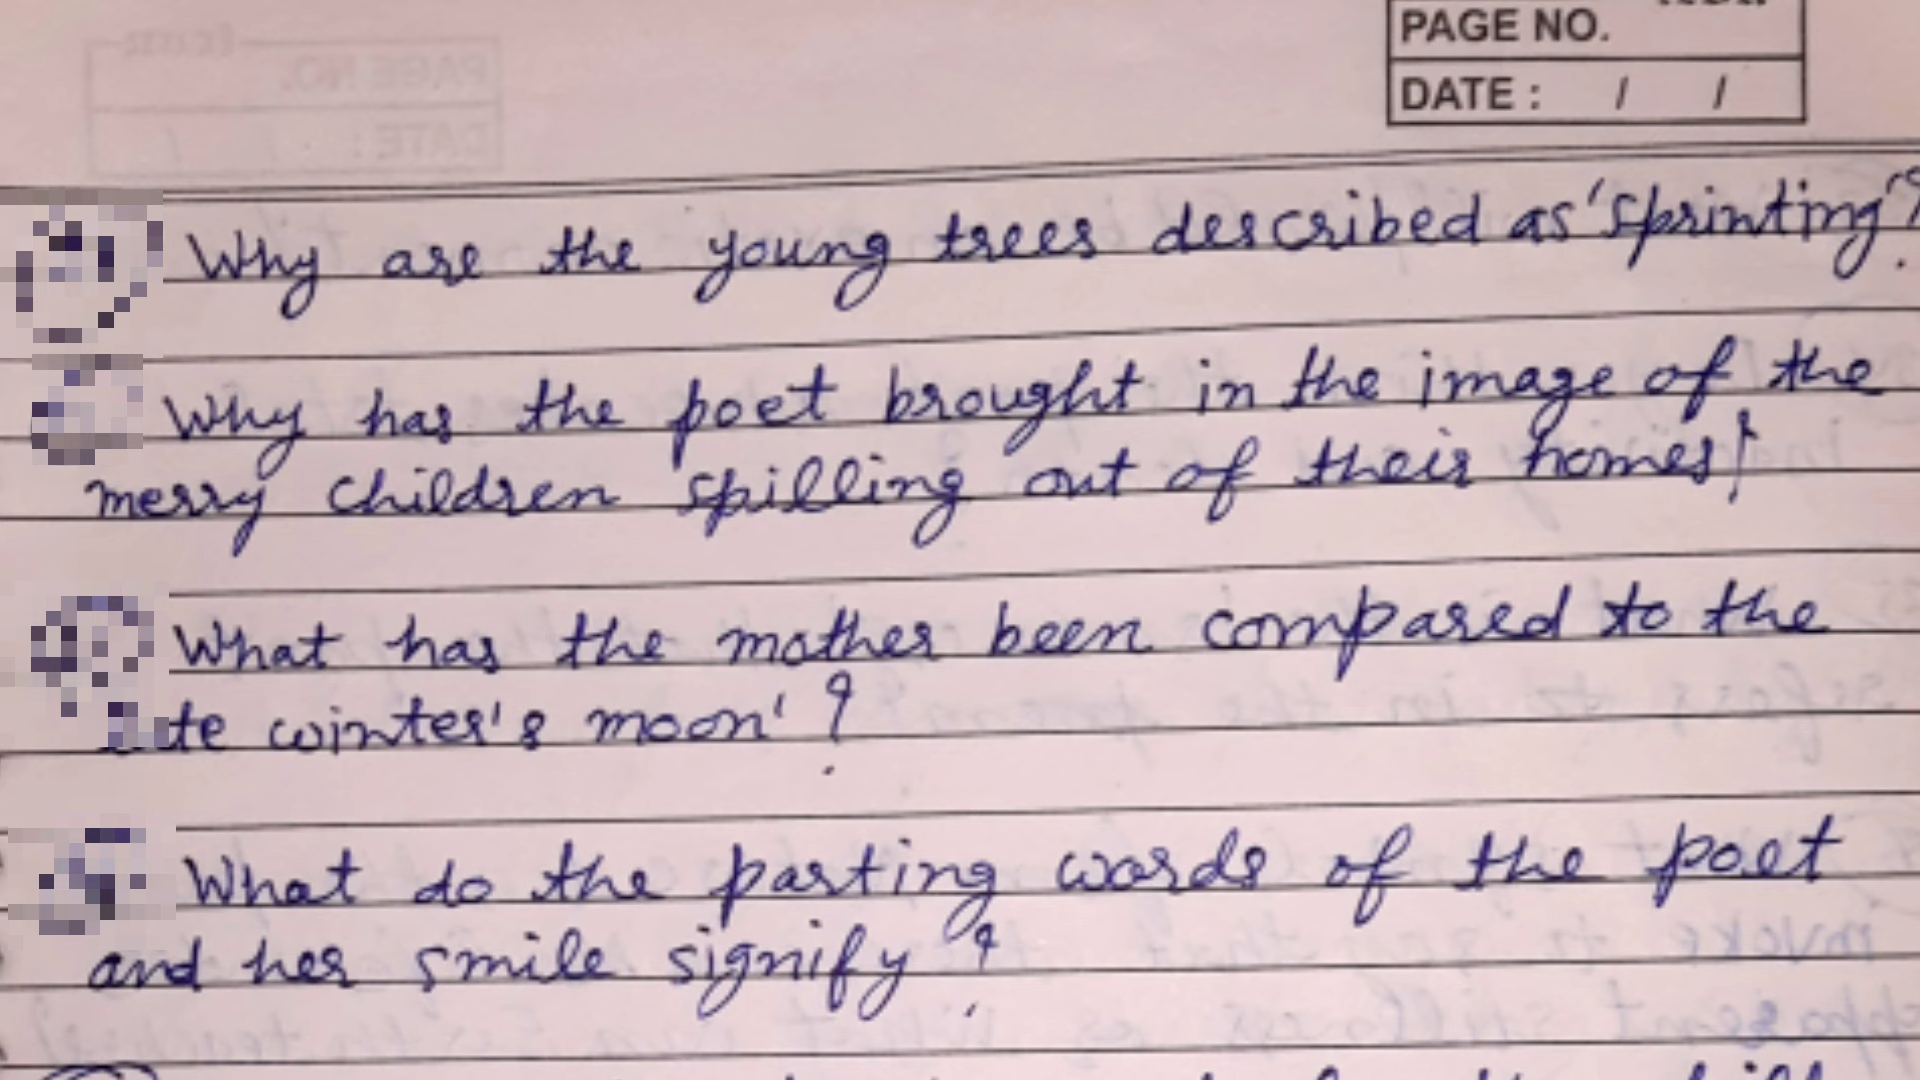 PAGE NO.
DATE : / /
Why are the young trees described as 'sprinting'?
Why has the poet brought in the image of the
merry children 'spilling out of their homes'?
What has the mother been compared to the
winter's moon' ?
What do the parting words of the poet
and her smile signify ?